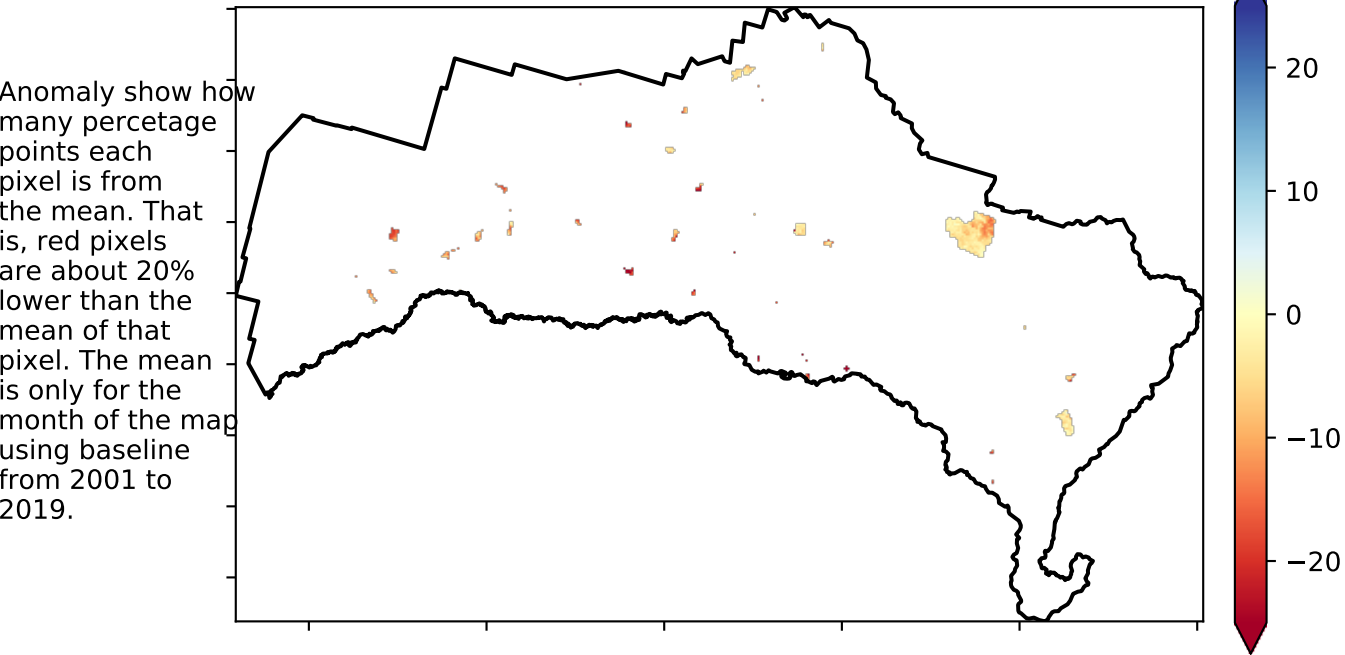 Anomaly show how
many percetage
points each
pixel is from
the mean. That
is, red pixels
are about 20%
lower than the
mean of that
pixel. The mean
is only for the
month of the map
using baseline
from 2001 to
2019.
20
10
0
−10
−20